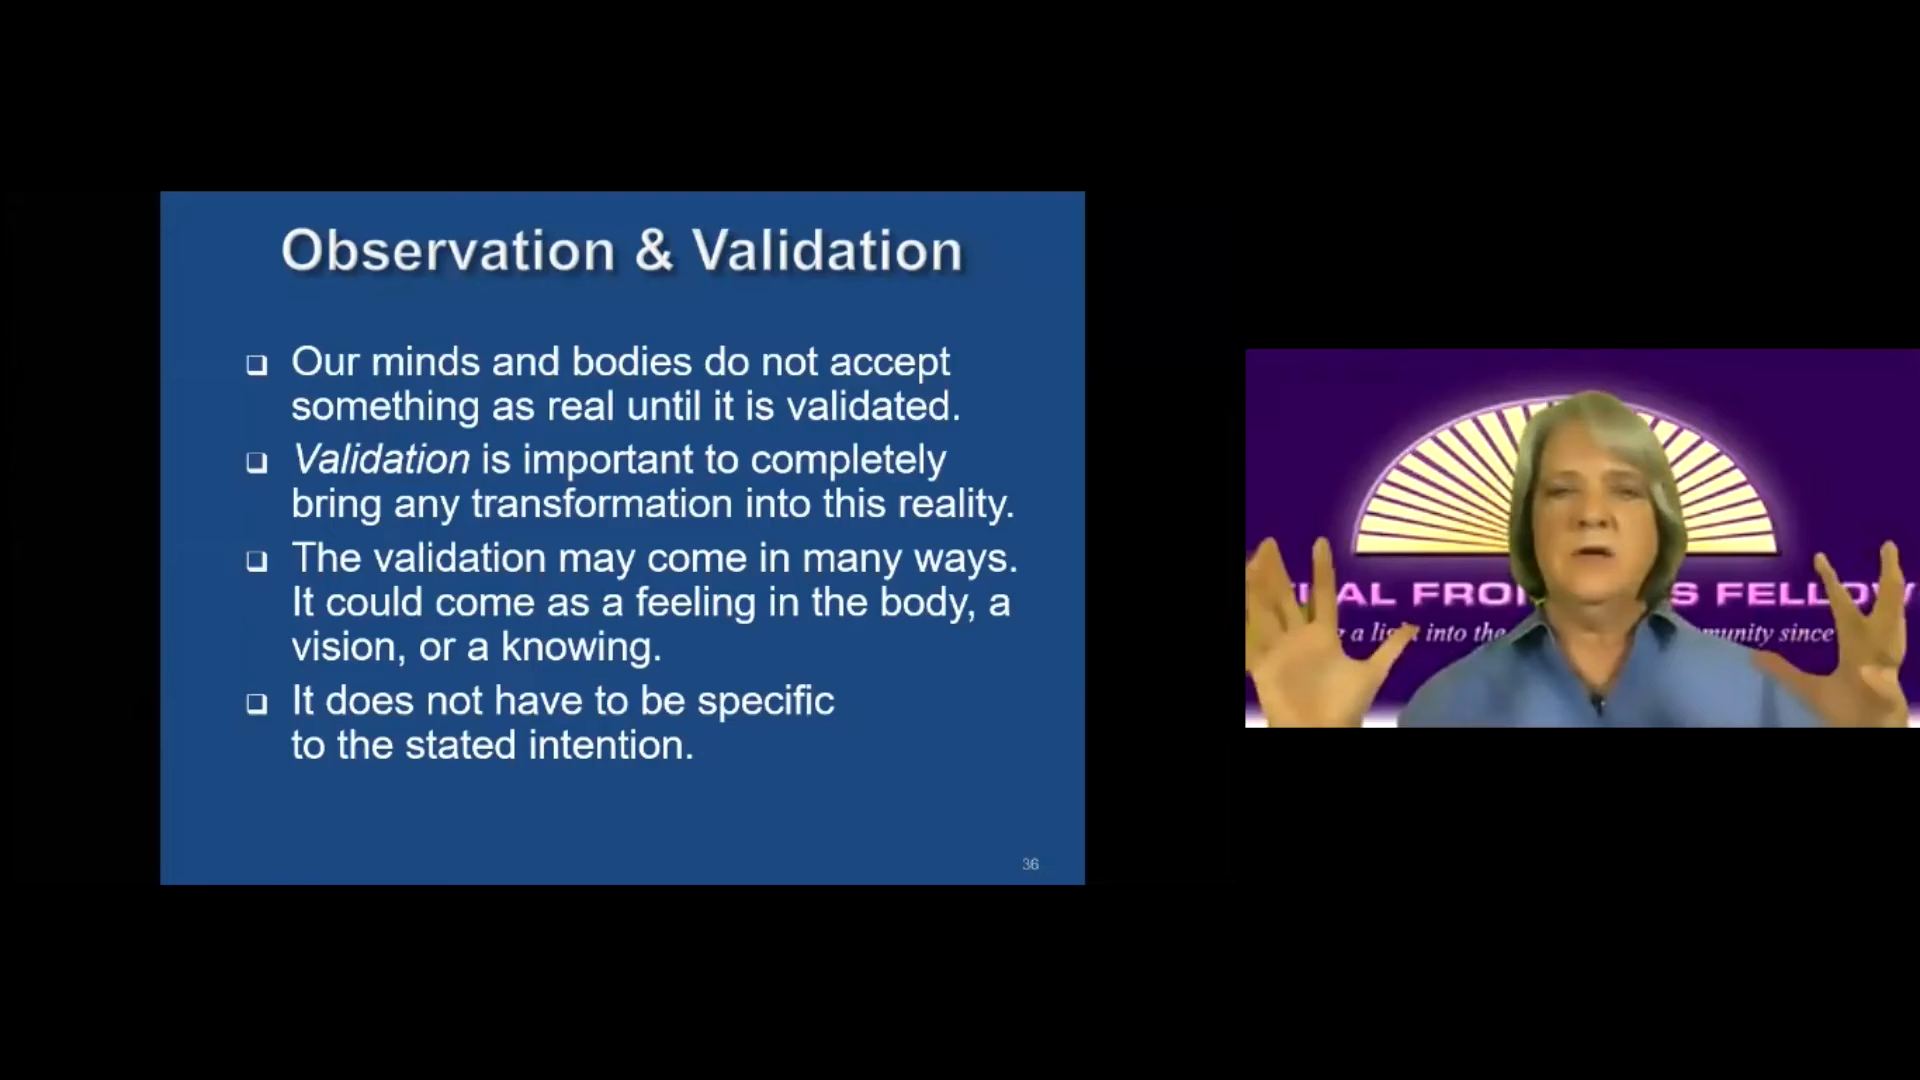 Observation & Validation
❑ Our minds and bodies do not accept
something as real until it is validated.
❑ Validation is important to completely
bring any transformation into this reality.
❑ The validation may come in many ways.
It could come as a feeling in the body, a
vision, or a knowing.
❑ It does not have to be specific
to the stated intention.
36
FELLOW
a light into the
since